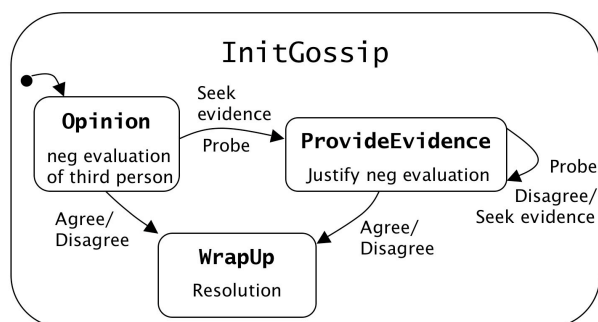 InitGossip
Opinion
neg evaluation
of third person
Seek
evidence
Probe
ProvideEvidence
Justify neg evaluation
Probe
Disagree/
Seek evidence
Agree/
Disagree
Agree/
Disagree
WrapUp
Resolution